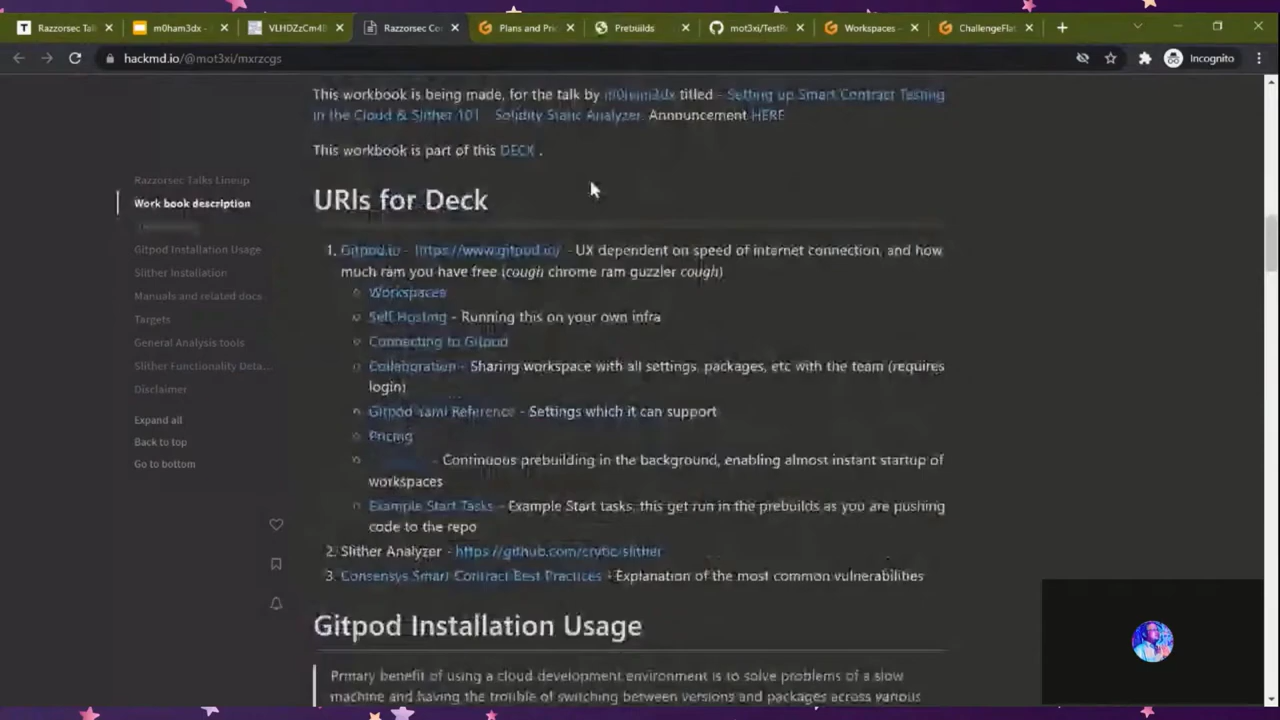 Razzorsec Tal
m0ham3dx -
VLHDZzCm4B
Razzorsec Co
Plans and Pri
Prebuilds
mot3xi/TestR
Workspaces -
ChallengeFlat
hackmd.io/@mot3xi/mxrzcgs
Incognito
This workbook is being made, for the talk by m0ham3dx titled - Setting up Smart Contract Testing
in the Cloud & Slither 101 Solidity Static Analyzer. Announcement HERE
This workbook is part of this DECK .
Razzorsec Talks Lineup
Work book description
Gitpod Installation Usage
Slither Installation
Manuals and related docs
Targets
General Analysis tools
Slither Functionality Deta...
Disclaimer
Expand all
Back to top
Go to bottom
URIs for Deck
1. Gitpod.io - https://www.gitpod.io/ - UX dependent on speed of internet connection, and how
much ram you have free (cough chrome ram guzzler cough)
Workspaces
Self Hosting - Running this on your own infra
Connecting to Gitpod
Collaboration - Sharing workspace with all settings, packages, etc with the team (requires
login)
Gitpod Yaml Reference - Settings which it can support
Pricing
- Continuous prebuilding in the background, enabling almost instant startup of
workspaces
Example Start Tasks - Example Start tasks, this get run in the prebuilds as you are pushing
code to the repo
2. Slither Analyzer - https://github.com/crytic/slither
3. Consensys Smart Contract Best Practices - Explanation of the most common vulnerabilities
Gitpod Installation Usage
Prmary benefit of using a cloud development environment is to solve problems of a slow
machine and having the trouble of switching between versions and packages across various